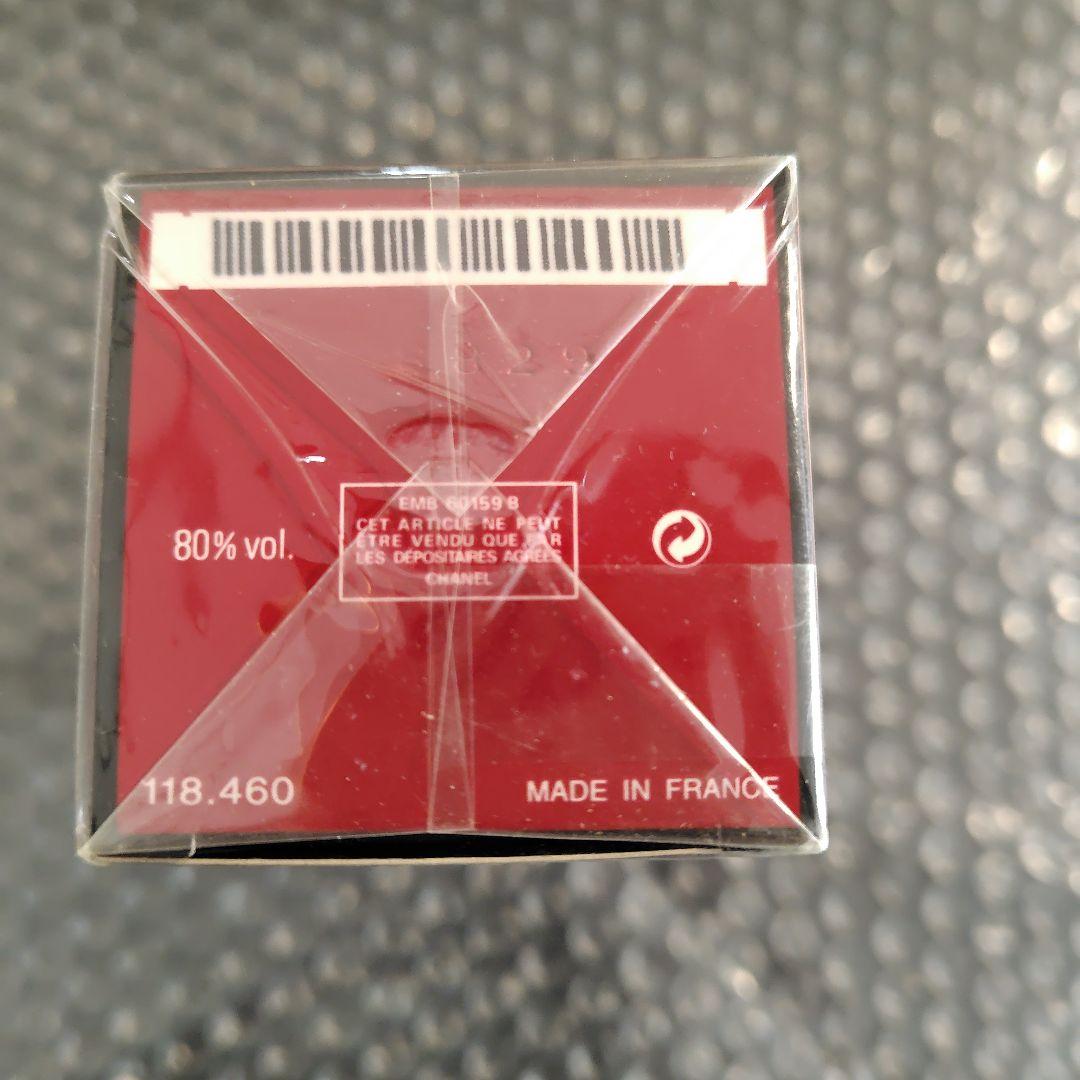 80% vol.
EMB 60159 B
CET ARTICLE NE PEUT
ÊTRE VENDU QUE PAR
LES DÉPOSITAIRES AGRÉÉS
CHANEL
118.460
MADE IN FRANCE